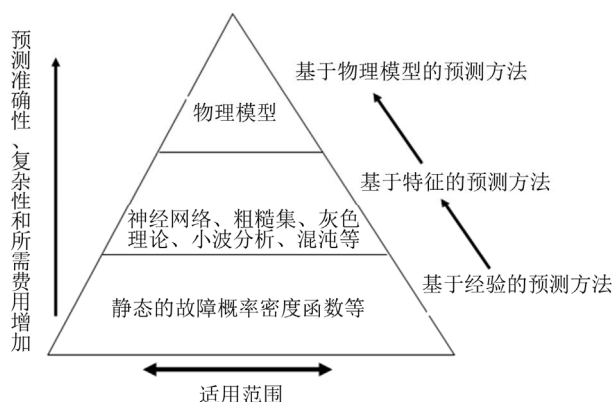 预测准确性、复杂性和所需费用增加
基于物理模型的预测方法
物理模型
基于特征的预测方法
神经网络、粗糙集、灰色
理论、小波分析、混沌等
基于经验的预测方法
静态的故障概率密度函数等
适用范围